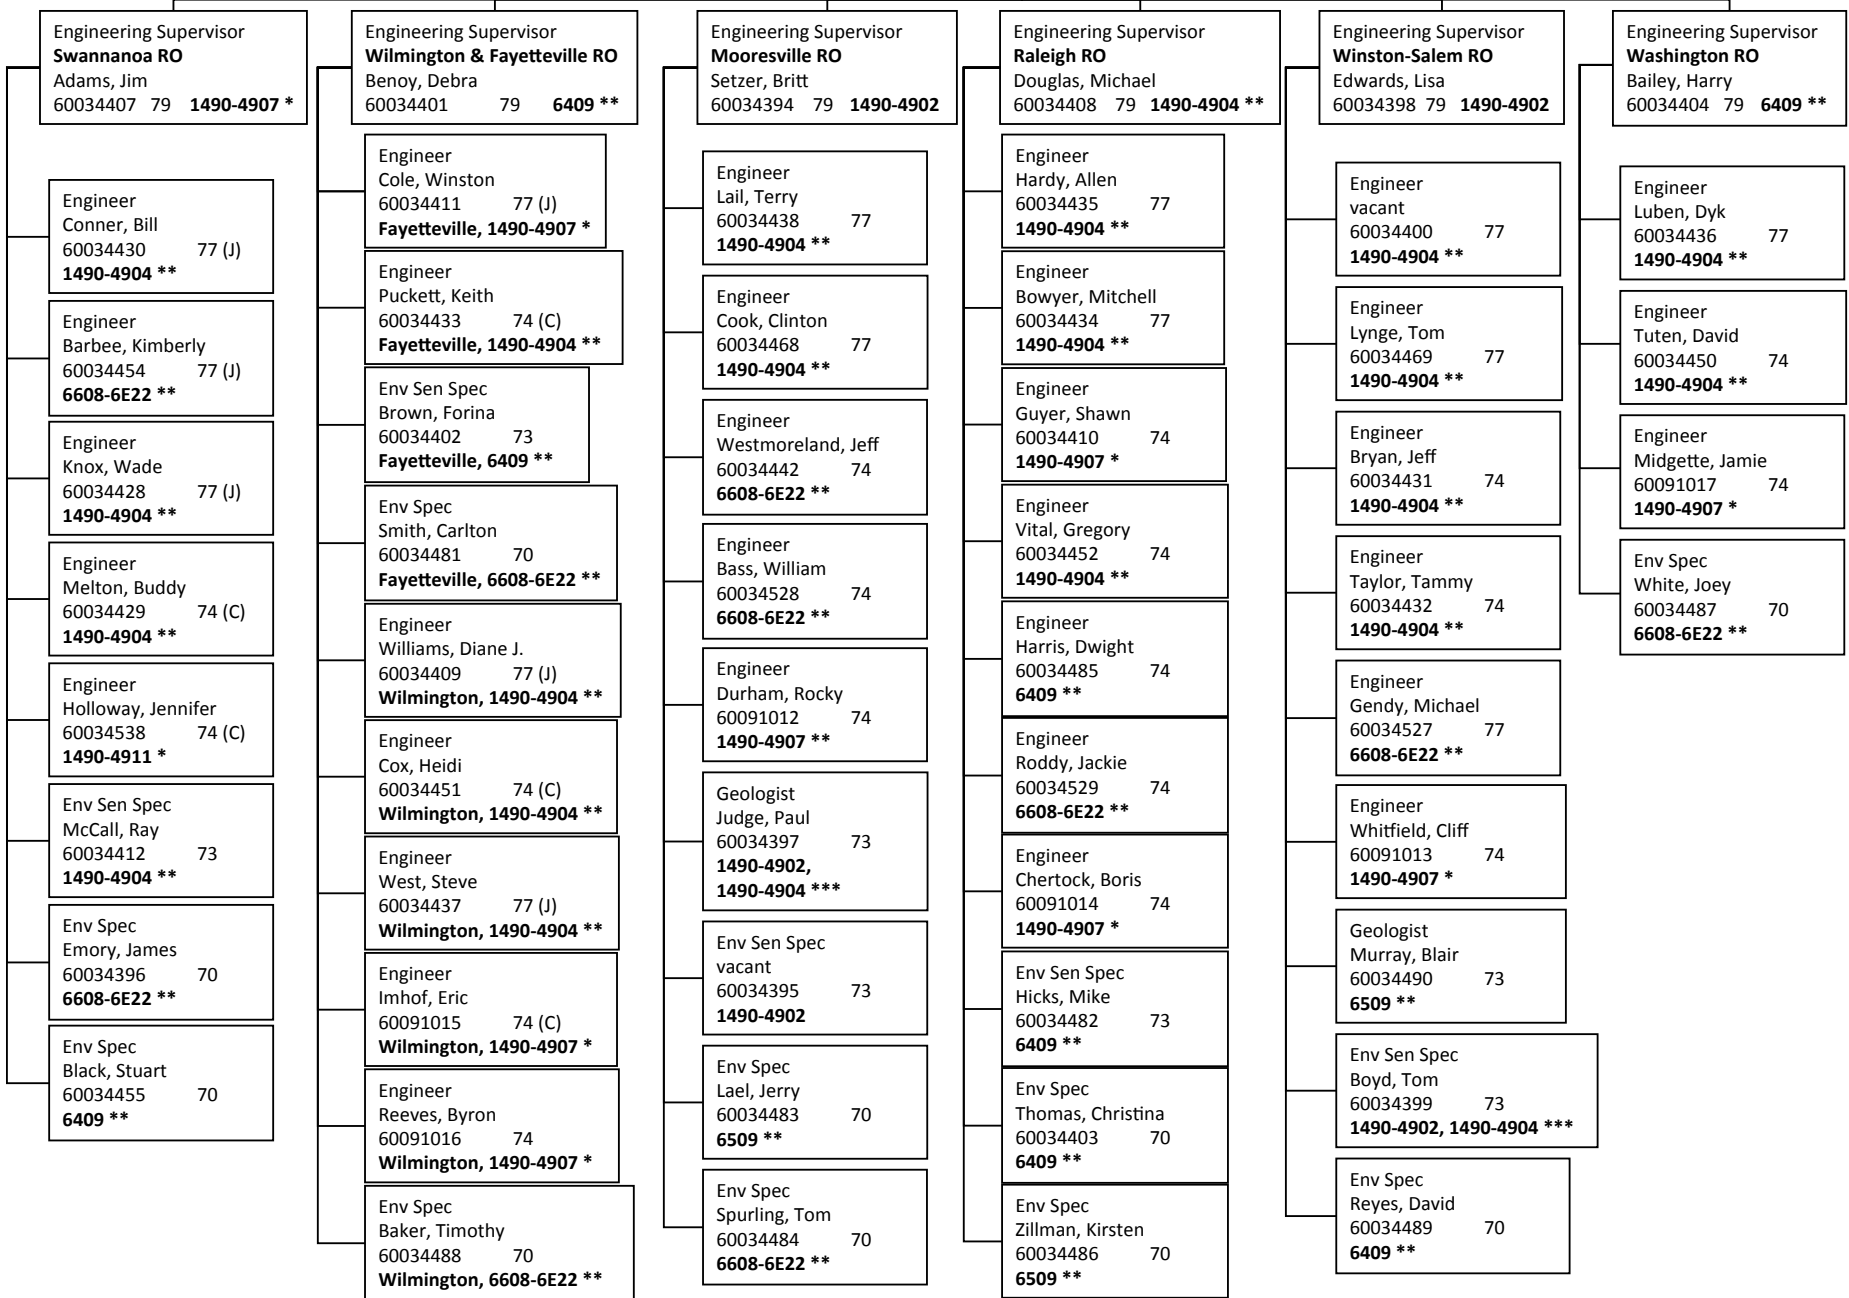 Engineering Supervisor
Swannanoa RO
Adams, Jim
60034407 79 1490-4907 *
Engineer
Conner, Bill
60034430 77 (J)
1490-4904 **
Engineer
Barbee, Kimberly
60034454 77 (J)
6608-6E22 **
Engineer
Knox, Wade
60034428 77 (J)
1490-4904 **
Engineer
Melton, Buddy
60034429 74 (C)
1490-4904 **
Engineer
Holloway, Jennifer
60034538 74 (C)
1490-4911 *
Env Sen Spec
McCall, Ray
60034412 73
1490-4904 **
Env Spec
Emory, James
60034396 70
6608-6E22 **
Env Spec
Black, Stuart
60034455 70
6409 **
Engineering Supervisor
Wilmington & Fayetteville RO
Benoy, Debra
60034401 79 6409 **
Engineer
Cole, Winston
60034411 77 (J)
Fayetteville, 1490-4907 *
Engineer
Puckett, Keith
60034433 74 (C)
Fayetteville, 1490-4904 **
Env Sen Spec
Brown, Forina
60034402 73
Fayetteville, 6409 **
Env Spec
Smith, Carlton
60034481 70
Fayetteville, 6608-6E22 **
Engineer
Williams, Diane J.
60034409 77 (J)
Wilmington, 1490-4904 **
Engineer
Cox, Heidi
60034451 74 (C)
Wilmington, 1490-4904 **
Engineer
West, Steve
60034437 77 (J)
Wilmington, 1490-4904 **
Engineer
Imhof, Eric
60091015 74 (C)
Wilmington, 1490-4907 *
Engineer
Reeves, Byron
60091016 74
Wilmington, 1490-4907 *
Env Spec
Baker, Timothy
60034488 70
Wilmington, 6608-6E22 **
Engineering Supervisor
Mooresville RO
Setzer, Britt
60034394 79 1490-4902
Engineer
Lail, Terry
60034438 77
1490-4904 **
Engineer
Cook, Clinton
60034468 77
1490-4904 **
Engineer
Westmoreland, Jeff
60034442 74
6608-6E22 **
Engineer
Bass, William
60034528 74
6608-6E22 **
Engineer
Durham, Rocky
60091012 74
1490-4907 **
Geologist
Judge, Paul
60034397 73
1490-4902,
1490-4904 ***
Env Sen Spec
vacant
60034395 73
1490-4902
Env Spec
Lael, Jerry
60034483 70
6509 **
Env Spec
Spurling, Tom
60034484 70
6608-6E22 **
Engineering Supervisor
Raleigh RO
Douglas, Michael
60034408 79 1490-4904 **
Engineer
Hardy, Allen
60034435 77
1490-4904 **
Engineer
Bowyer, Mitchell
60034434 77
1490-4904 **
Engineer
Guyer, Shawn
60034410 74
1490-4907 *
Engineer
Vital, Gregory
60034452 74
1490-4904 **
Engineer
Harris, Dwight
60034485 74
6409 **
Engineer
Roddy, Jackie
60034529 74
6608-6E22 **
Engineer
Chertock, Boris
60091014 74
1490-4907 *
Env Sen Spec
Hicks, Mike
60034482 73
6409 **
Env Spec
Thomas, Christina
60034403 70
6409 **
Env Spec
Zillman, Kirsten
60034486 70
6509 **
Engineering Supervisor
Winston-Salem RO
Edwards, Lisa
60034398 79 1490-4902
Engineer
vacant
60034400 77
1490-4904 **
Engineer
Lynge, Tom
60034469 77
1490-4904 **
Engineer
Bryan, Jeff
60034431 74
1490-4904 **
Engineer
Taylor, Tammy
60034432 74
1490-4904 **
Engineer
Gendy, Michael
60034527 77
6608-6E22 **
Engineer
Whitfield, Cliff
60091013 74
1490-4907 *
Geologist
Murray, Blair
60034490 73
6509 **
Env Sen Spec
Boyd, Tom
60034399 73
1490-4902, 1490-4904 ***
Env Spec
Reyes, David
60034489 70
6409 **
Engineering Supervisor
Washington RO
Bailey, Harry
60034404 79 6409 **
Engineer
Luben, Dyk
60034436 77
1490-4904 **
Engineer
Tuten, David
60034450 74
1490-4904 **
Engineer
Midgette, Jamie
60091017 74
1490-4907 *
Env Spec
White, Joey
60034487 70
6608-6E22 **